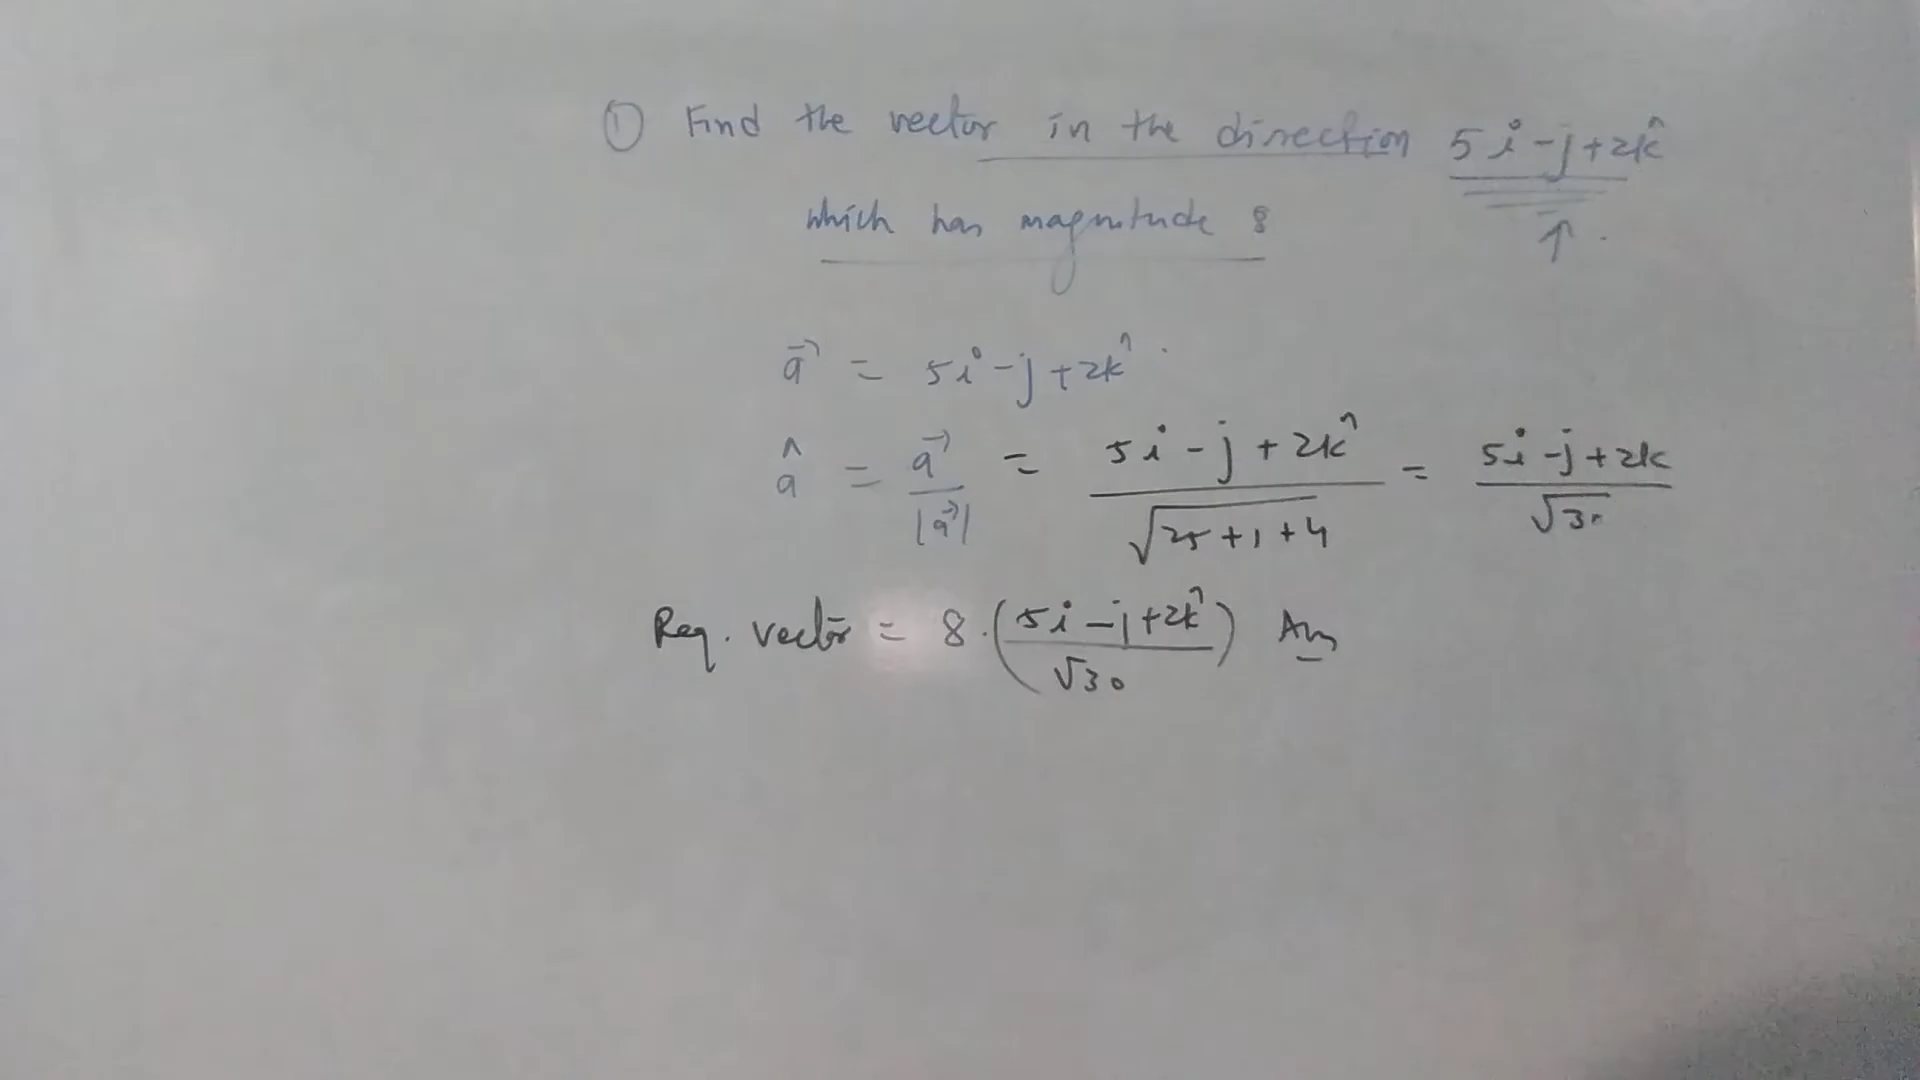 ① Find the vector in the direction 5i - j + 2k̂
which has magnitude 8
↑ .
a⃗ = 5i - j + 2k̂
â = a⃗/|a⃗| = (5i - j + 2k̂)/√(25+1+4) = (5i - j + 2k)/√30
Req. vector = 8 · ((5i - j + 2k̂)/√30) Ans